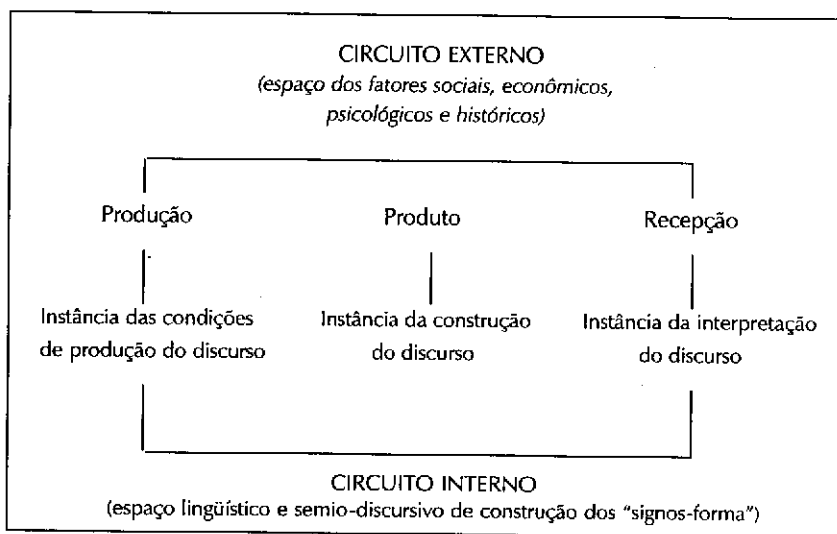 CIRCUITO EXTERNO
(espaço dos fatores sociais, econômicos,
psicológicos e históricos)
Produção
Produto
Recepção
Instância das condições
de produção do discurso
Instância da construção
do discurso
Instância da interpretação
do discurso
CIRCUITO INTERNO
(espaço lingüístico e semio-discursivo de construção dos “signos-forma”)